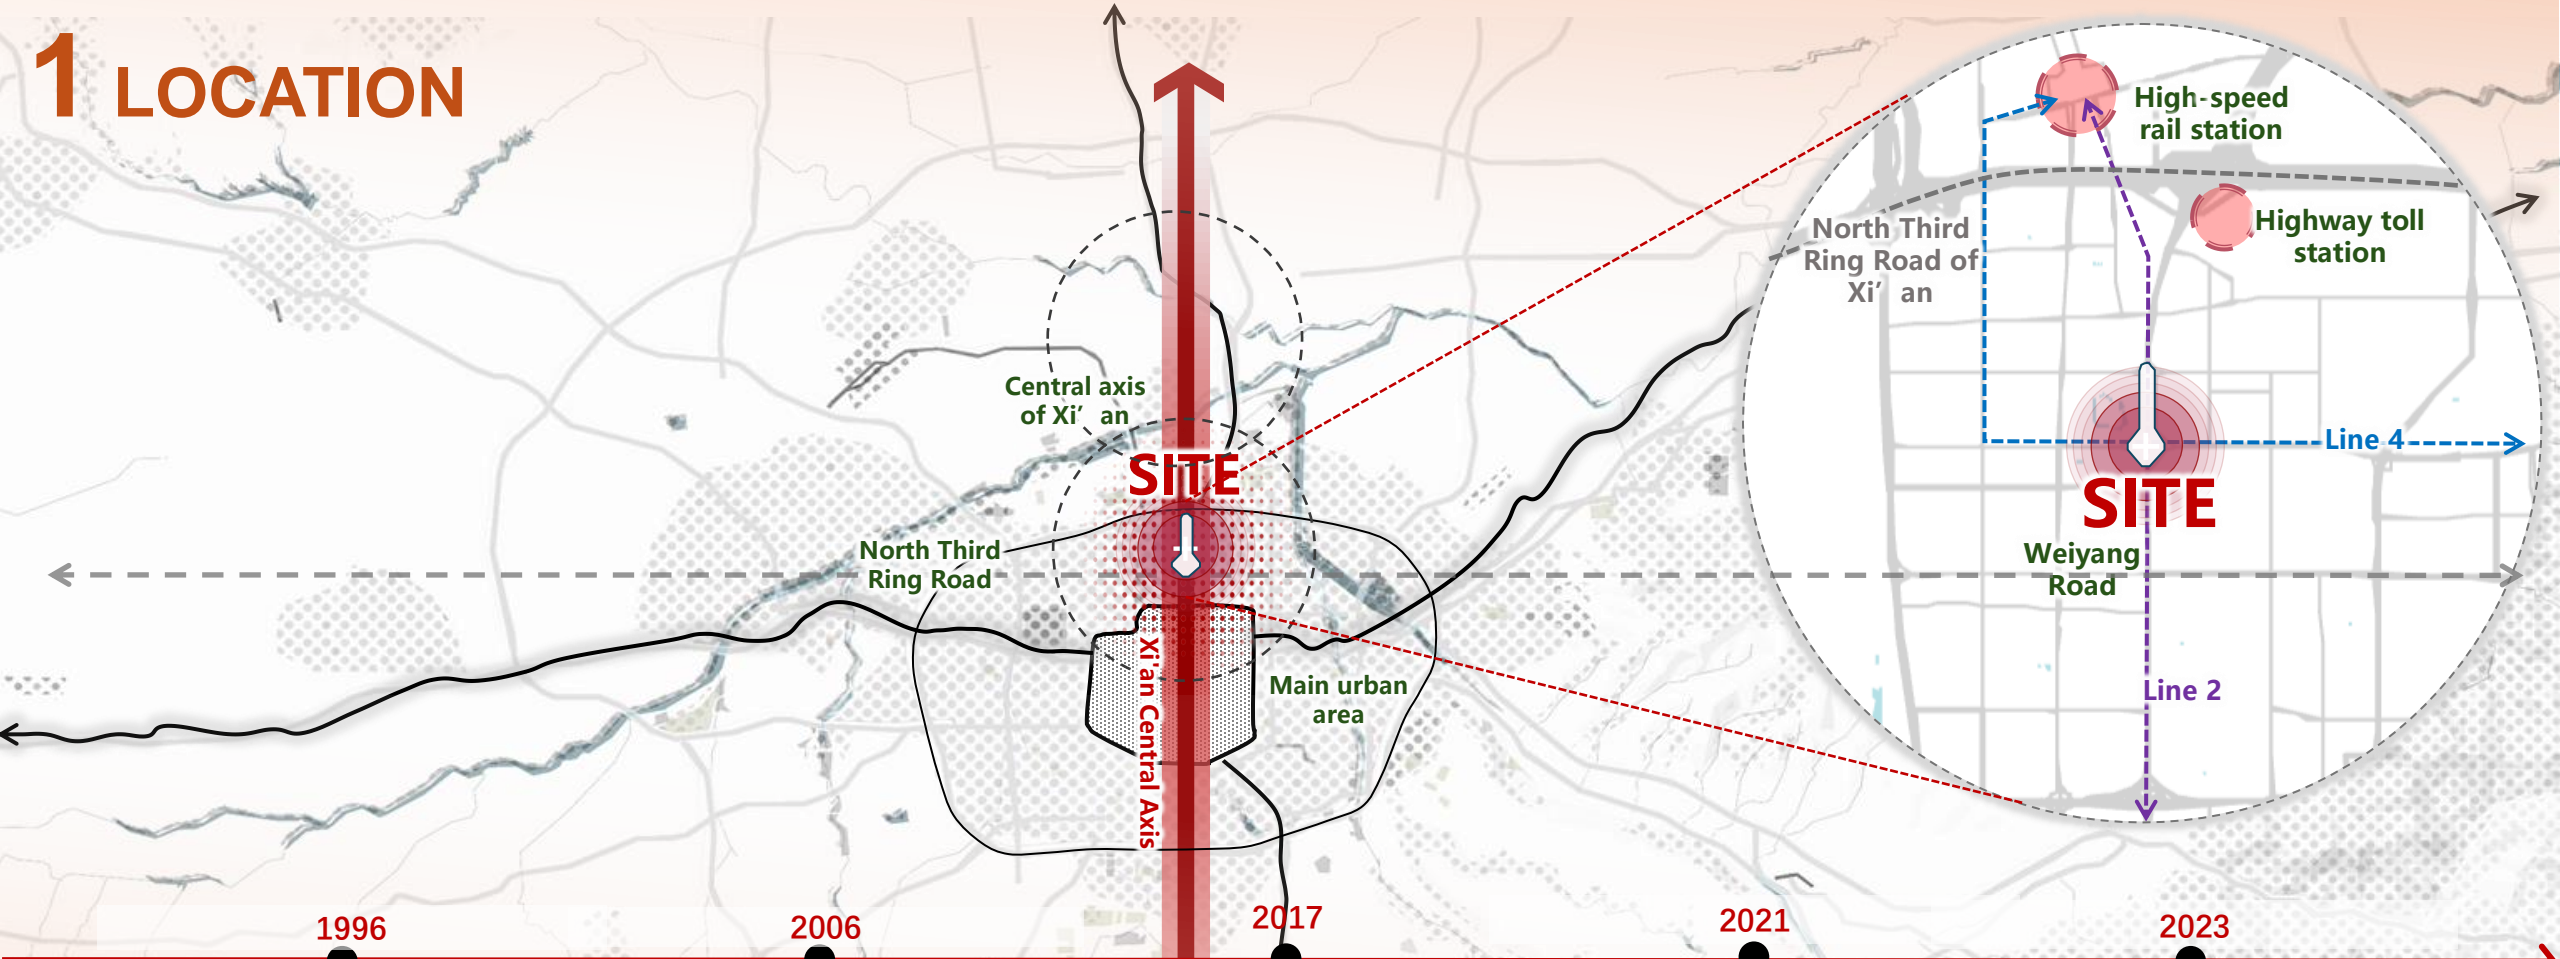 1 LOCATION
High-speed
rail station
Highway toll
station
North Third
Ring Road of
Xi’ an
Line 4
SITE
Weiyang
Road
Line 2
Central axis
of Xi’ an
SITE
North Third
Ring Road
Main urban
area
Xi'an Central Axis
1996
2006
2017
2021
2023